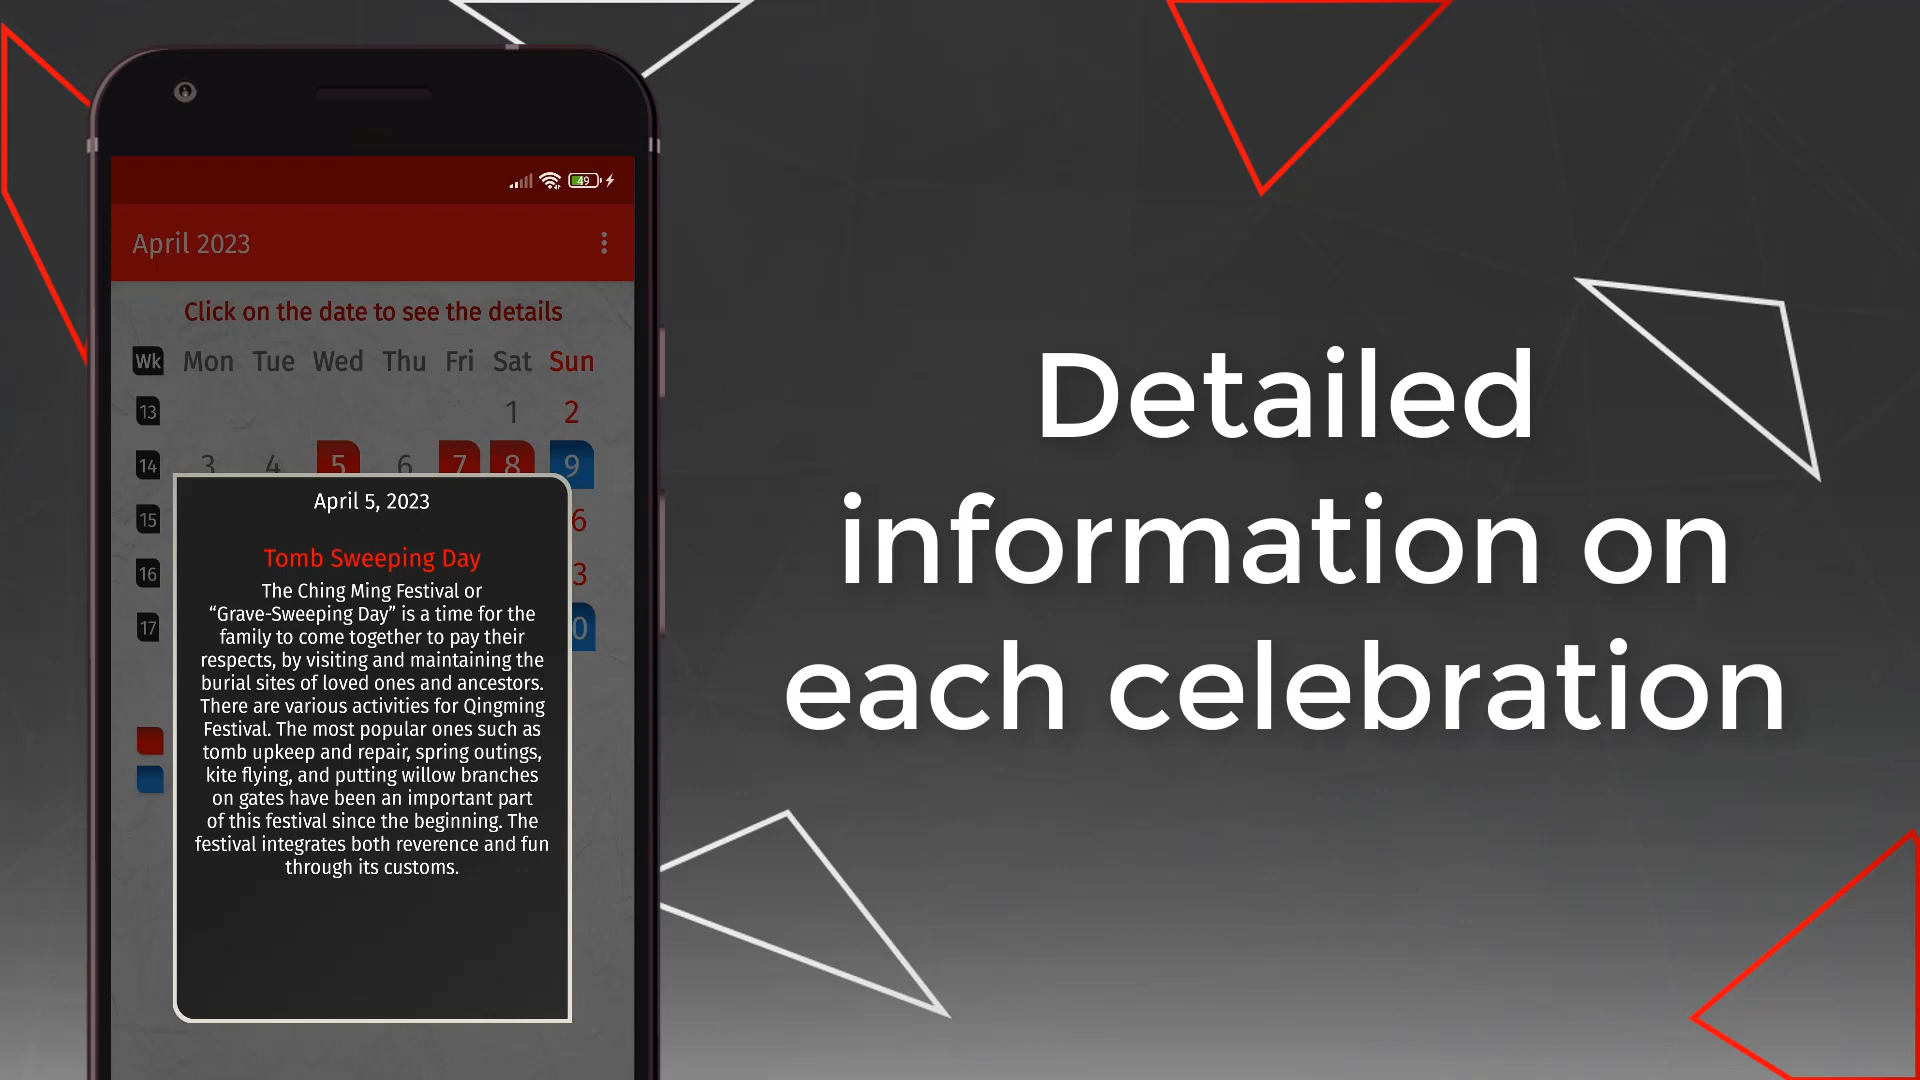 49
April 2023
Click on the date to see the details
Wk Mon Tue Wed Thu Fri Sat Sun
13 1 2
14 3 4 5 6 7 8 9
15 6
16 3
17 0
April 5, 2023
Tomb Sweeping Day
The Ching Ming Festival or
“Grave-Sweeping Day” is a time for the
family to come together to pay their
respects, by visiting and maintaining the
burial sites of loved ones and ancestors.
There are various activities for Qingming
Festival. The most popular ones such as
tomb upkeep and repair, spring outings,
kite flying, and putting willow branches
on gates have been an important part
of this festival since the beginning. The
festival integrates both reverence and fun
through its customs.
Detailed
information on
each celebration